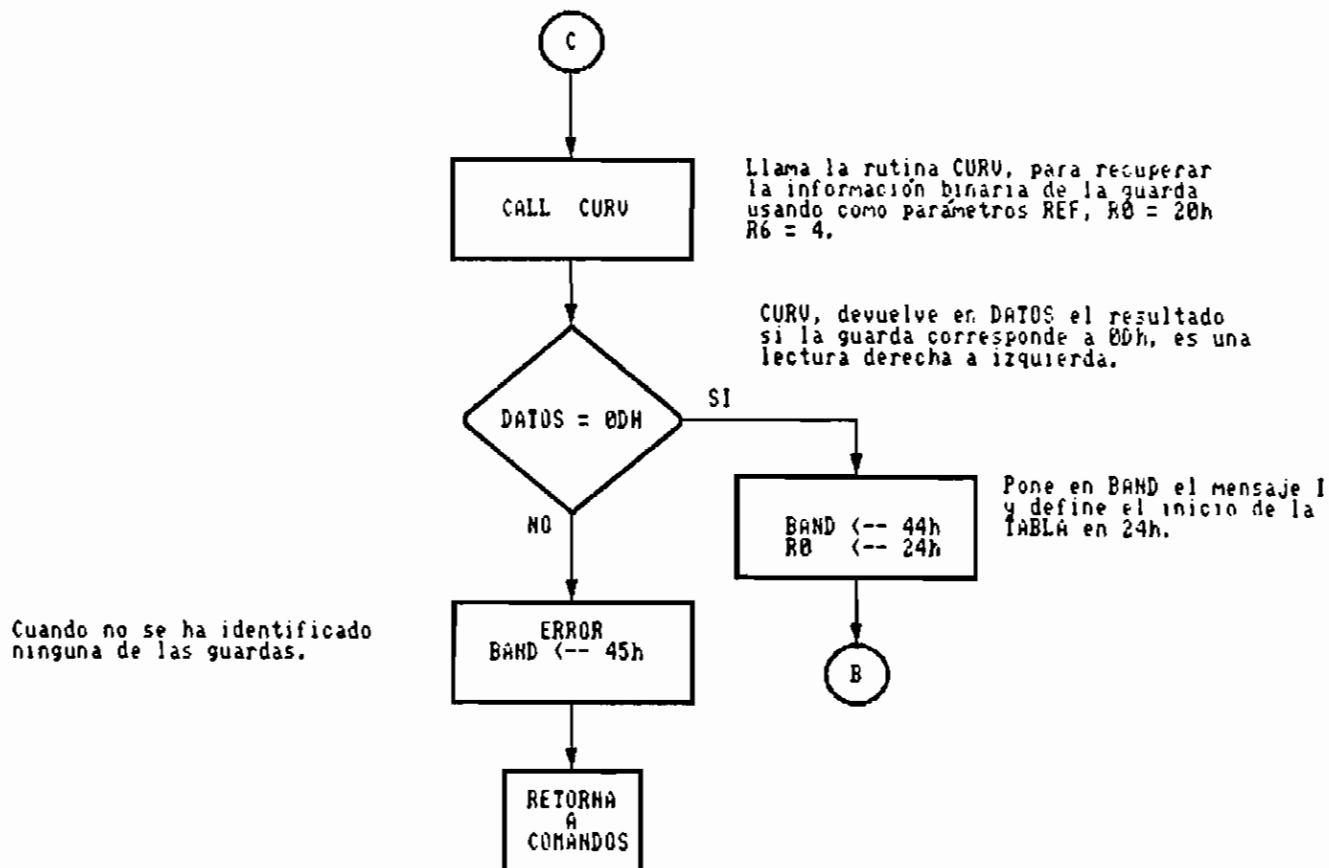 C
CALL CURV
Llama la rutina CURV, para recuperar
la información binaria de la guarda
usando como parámetros REF, R0 = 20h
R6 = 4.
CURV, devuelve en DATOS el resultado
si la guarda corresponde a 0Dh, es una
lectura derecha a izquierda.
DATOS = 0DH
SI
NO
BAND <-- 44h
R0 <-- 24h
Pone en BAND el mensaje I
y define el inicio de la
TABLA en 24h.
B
Cuando no se ha identificado
ninguna de las guardas.
ERROR
BAND <-- 45h
RETORNA
A
COMANDOS